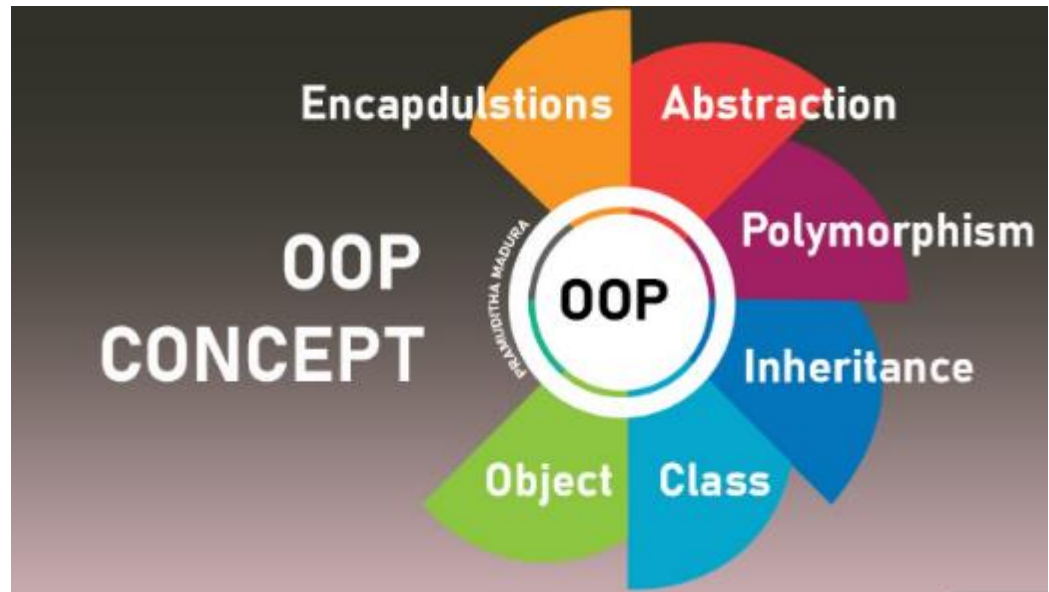 Encapdulstions
Abstraction
Polymorphism
OOP
CONCEPT
PRAMUDITHA MADURA
OOP
Inheritance
Object
Class